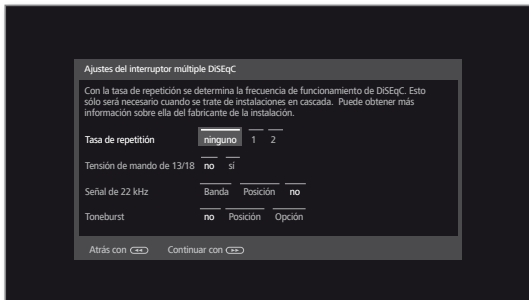 Ajustes del interruptor múltiple DiSEqC
Con la tasa de repetición se determina la frecuencia de funcionamiento de DiSEqC. Esto
sólo será necesario cuando se trate de instalaciones en cascada. Puede obtener más
información sobre ella del fabricante de la instalación.
Tasa de repetitión ninguno 1 2
Tensión de mando de 13/18 no sí
Señal de 22 kHz Banda Posición no
Toneburst no Posición Opción
Atrás con Continuar con